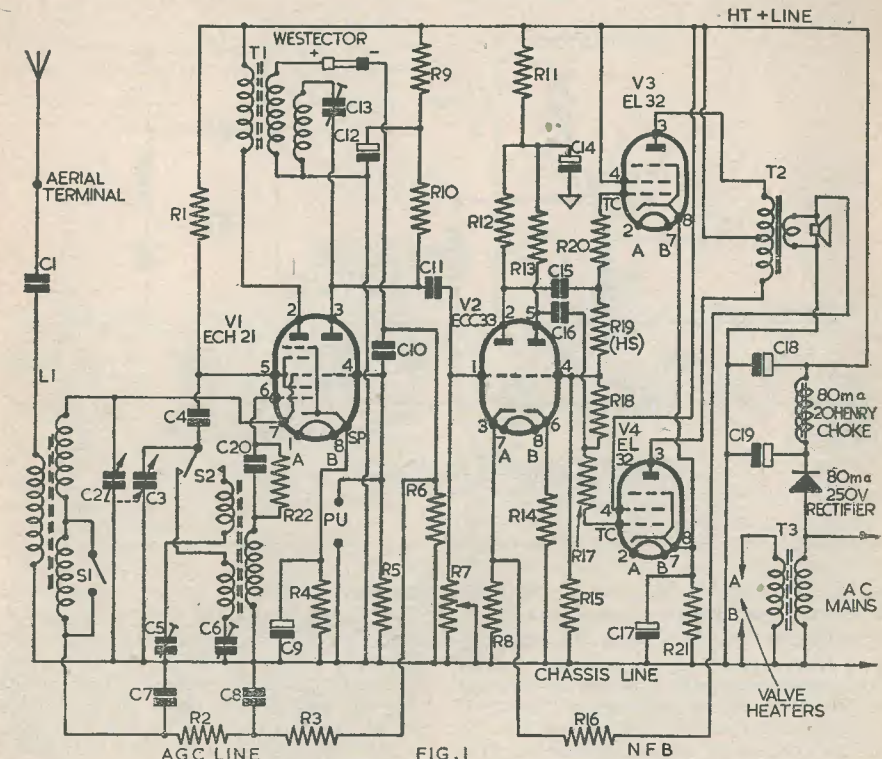 HT + LINE
T1
WESTECTOR
+ -
R9
R11
V3
EL 32
C13
C12
3
C14
T2
AERIAL
TERMINAL
R1
R10
R12
4
TC
2
A
B
7
8
R20
R13
C1
C11
C15
V1
ECH 21
2
3
V2
ECC33
2
5
C16
R19
(HS)
C18
L1
5
6
4
C10
1
4
R18
80ma
20HENRY
CHOKE
C4
7
1
A
8
B
SP
3
7
A
8
B
6
V4
EL
32
3
C19
C20
S2
C2
C3
R22
PU
R6
R14
R17
4
TC
2
A
B
7
8
80ma
250V
RECTIFIER
T3
S1
R4
R5
R7
R15
A
B
AC
MAINS
C5
C6
C9
R8
C17
R21
CHASSIS LINE
C7
C8
VALVE
HEATERS
R2
R3
R16
AGC LINE
FIG.1
NFB